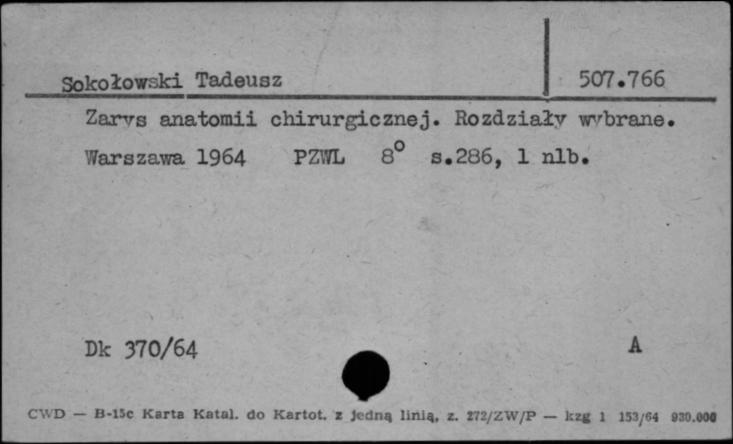 Sokołowski Tadeusz 507.766
Zarys anatomii chirurgicznej. Rozdziały wybrane.
Warszawa 1964 PZWL 8° s.286, 1 nlb.
Dk 370/64 A
CWD — B-15c Karta Katal. do Kartot. z jedną linią, z. 272/ZW/P — kzg 1 153/64 930.000